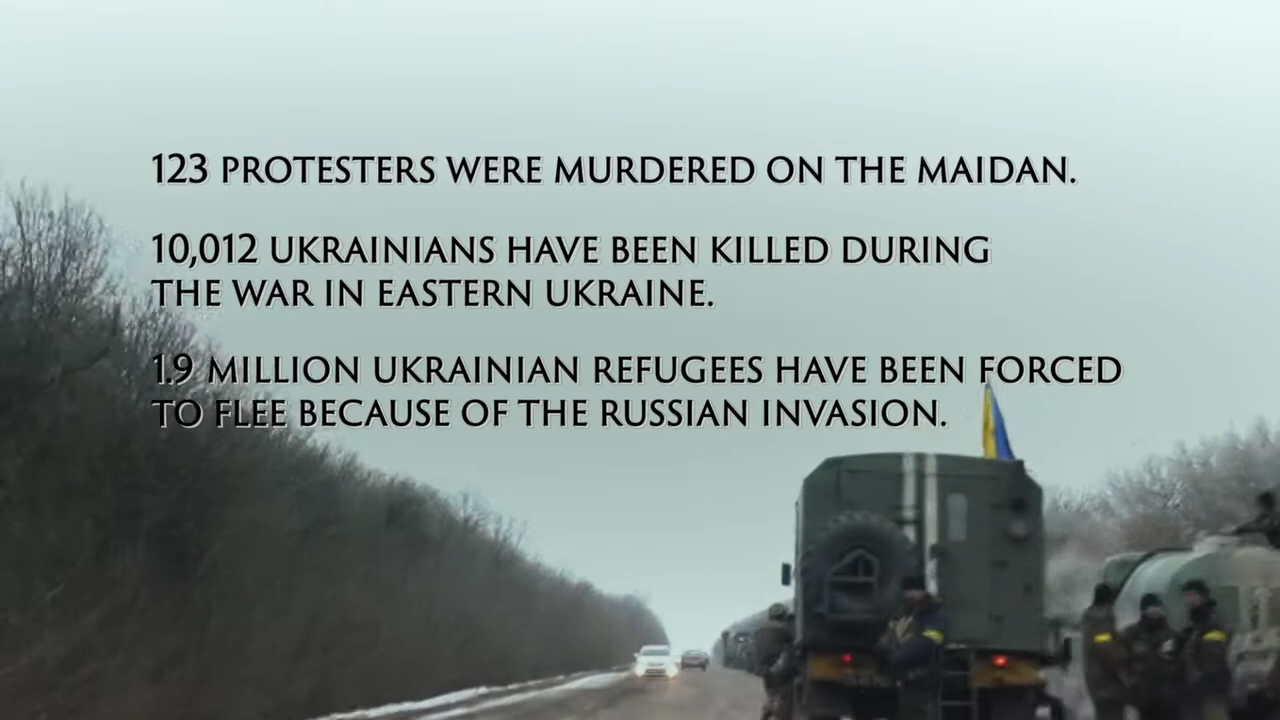 123 PROTESTERS WERE MURDERED ON THE MAIDAN.
10,012 UKRAINIANS HAVE BEEN KILLED DURING
THE WAR IN EASTERN UKRAINE.
1.9 MILLION UKRAINIAN REFUGEES HAVE BEEN FORCED
TO FLEE BECAUSE OF THE RUSSIAN INVASION.